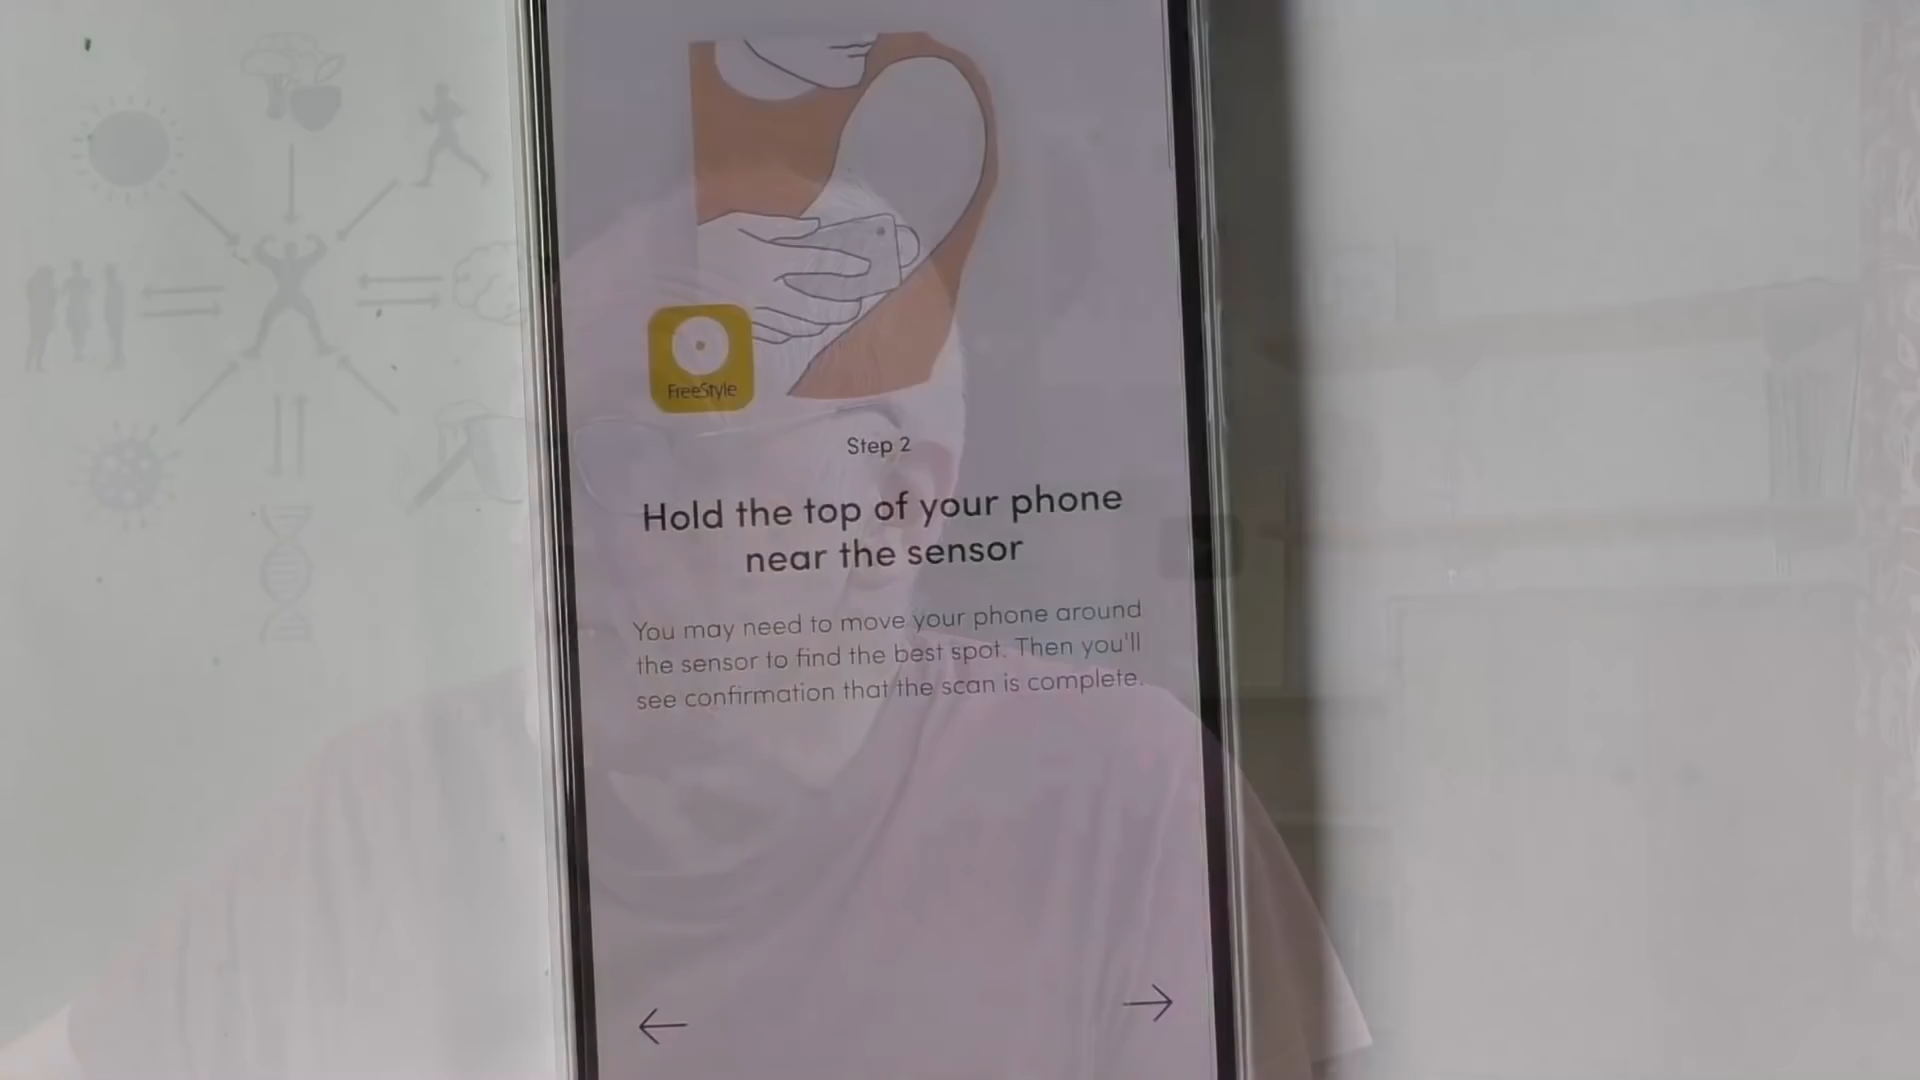 FreeStyle
Step 2
Hold the top of your phone
near the sensor
You may need to move your phone around
the sensor to find the best spot. Then you'll
see confirmation that the scan is complete.